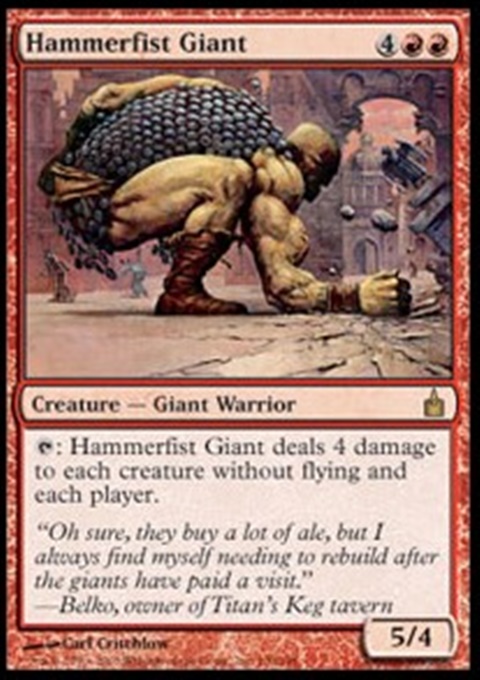 Hammerfist Giant 4
Creature — Giant Warrior
: Hammerfist Giant deals 4 damage
to each creature without flying and
each player.
"Oh sure, they buy a lot of ale, but I
always find myself needing to rebuild after
the giants have paid a visit."
—Belko, owner of Titan's Keg tavern
5/4
Carl Critchlow